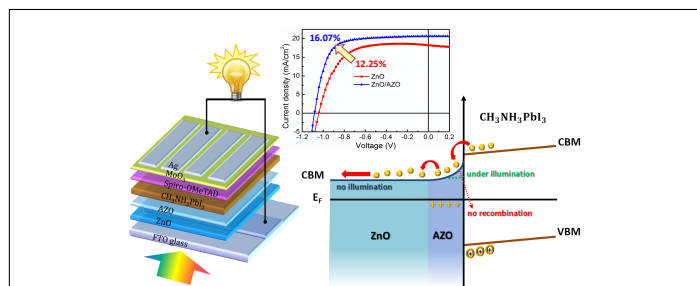 16.07%
12.25%
ZnO
ZnO/AZO
Current density (mA/cm²)
20
15
10
5
0
-5
-1.2 -1.0 -0.8 -0.6 -0.4 -0.2 0.0 0.2
Voltage (V)
Ag
MoO₃
Spiro-OMeTAD
CH₃NH₃PbI₃
AZO
ZnO
FTO glass
CH₃NH₃PbI₃
CBM
CBM
no illumination
under illumination
E_F
++++
no recombination
ZnO
AZO
VBM